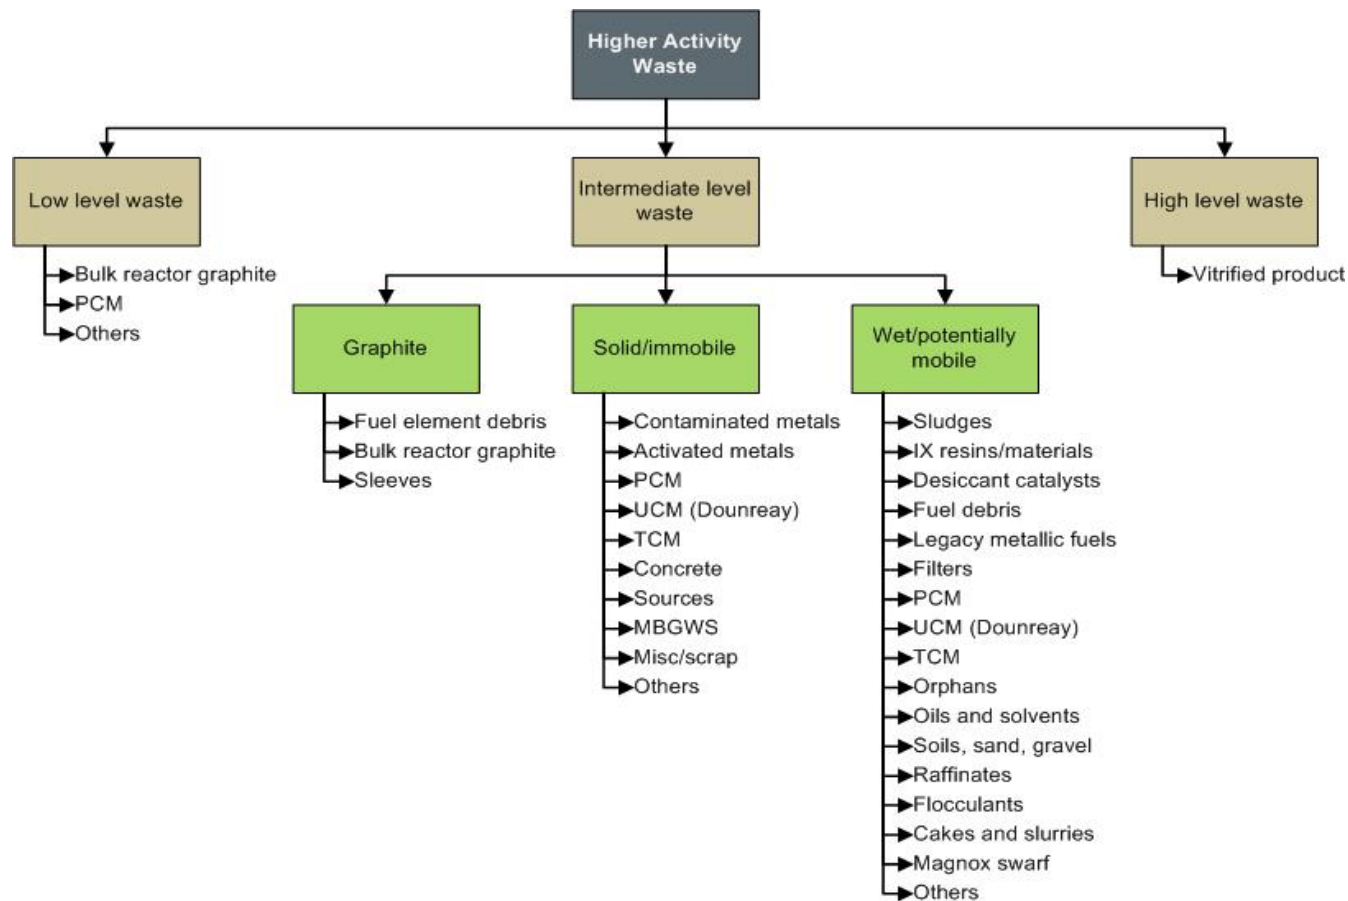 Higher Activity
Waste
Low level waste
Intermediate level
waste
High level waste
Bulk reactor graphite
PCM
Others
Vitrified product
Graphite
Solid/immobile
Wet/potentially
mobile
Fuel element debris
Bulk reactor graphite
Sleeves
Contaminated metals
Activated metals
PCM
UCM (Dounreay)
TCM
Concrete
Sources
MBGWS
Misc/scrap
Others
Sludges
IX resins/materials
Desiccant catalysts
Fuel debris
Legacy metallic fuels
Filters
PCM
UCM (Dounreay)
TCM
Orphans
Oils and solvents
Soils, sand, gravel
Raffinates
Flocculants
Cakes and slurries
Magnox swarf
Others